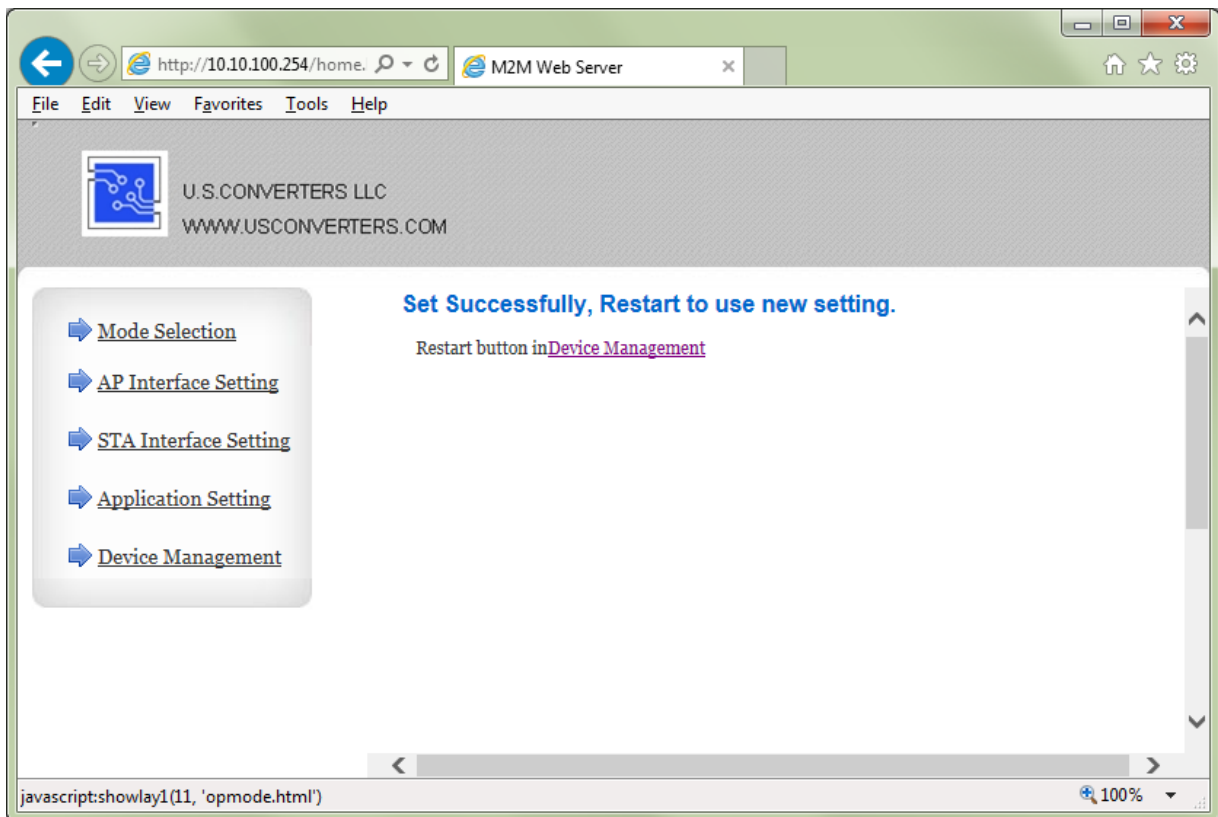 http://10.10.100.254/home.
M2M Web Server
File Edit View Favorites Tools Help
U.S.CONVERTERS LLC
WWW.USCONVERTERS.COM
Mode Selection
AP Interface Setting
STA Interface Setting
Application Setting
Device Management
Set Successfully, Restart to use new setting.
Restart button inDevice Management
javascript:showlay1(11, 'opmode.html')
100%